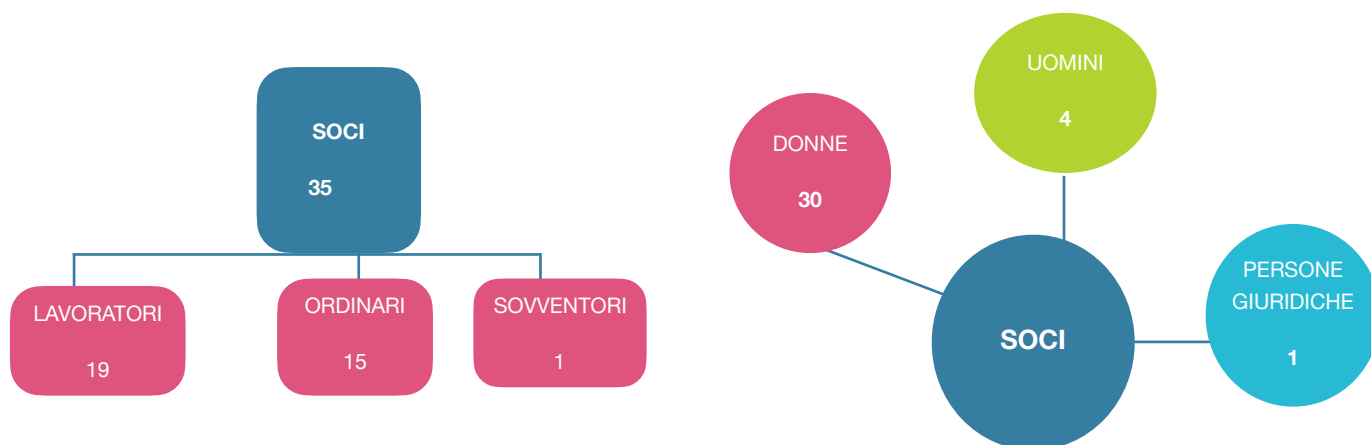 SOCI
35
LAVORATORI
19
ORDINARI
15
SOVVENTORI
1
UOMINI
4
DONNE
30
PERSONE
GIURIDICHE
1
SOCI